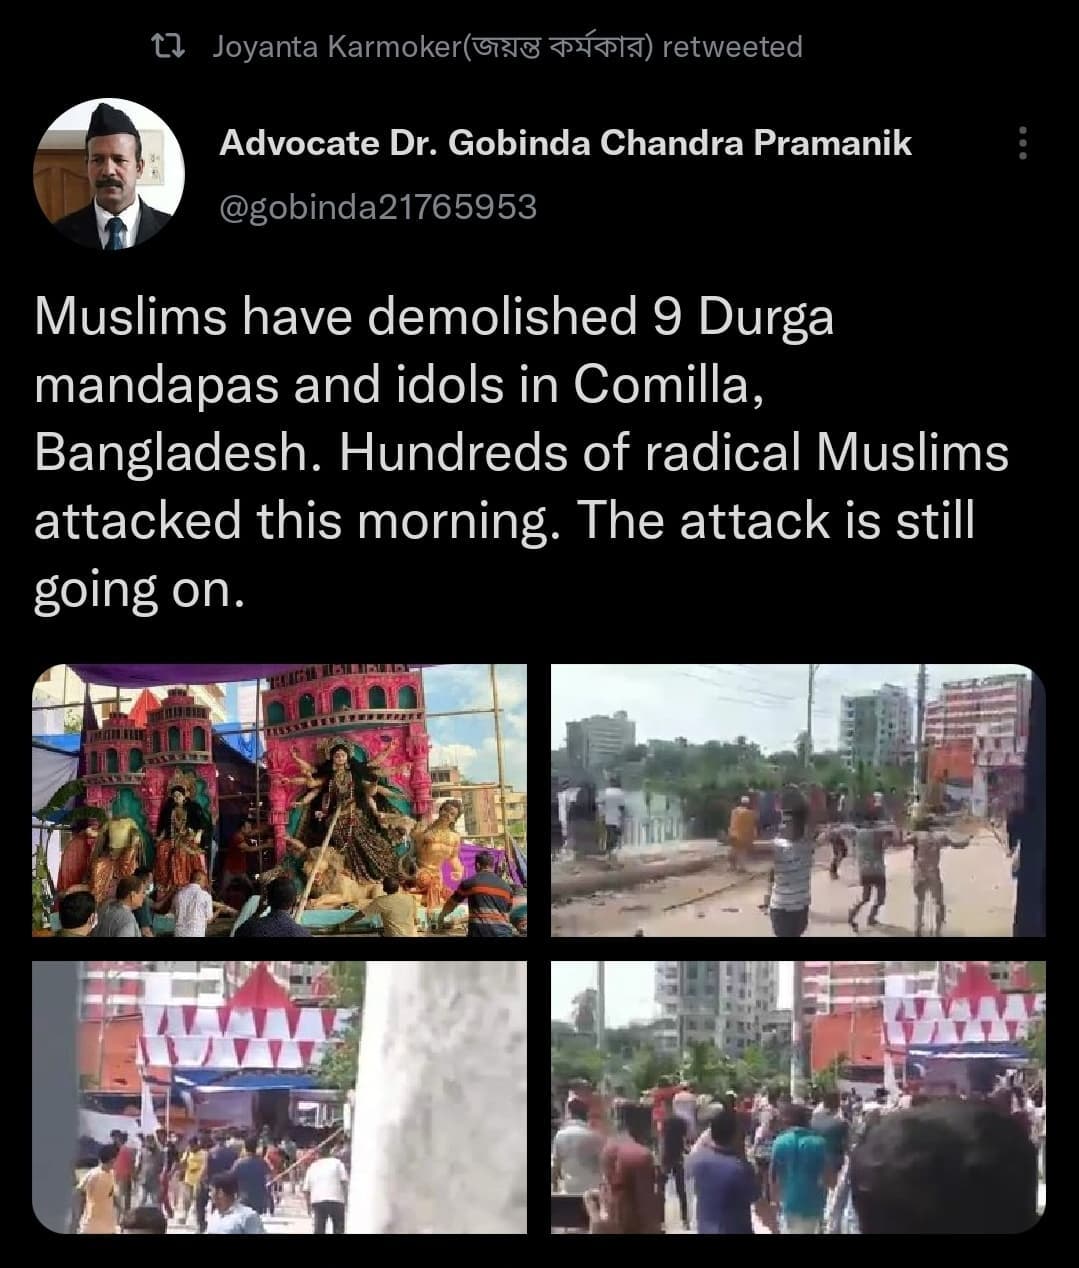 Joyanta Karmoker(জয়ন্ত কর্মকার) retweeted
Advocate Dr. Gobinda Chandra Pramanik
@gobinda21765953
Muslims have demolished 9 Durga
mandapas and idols in Comilla,
Bangladesh. Hundreds of radical Muslims
attacked this morning. The attack is still
going on.